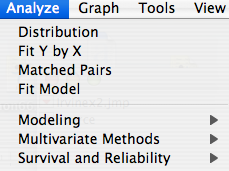 Analyze Graph Tools View
Distribution
Fit Y by X
Matched Pairs
Fit Model
Modeling
Multivariate Methods
Survival and Reliability